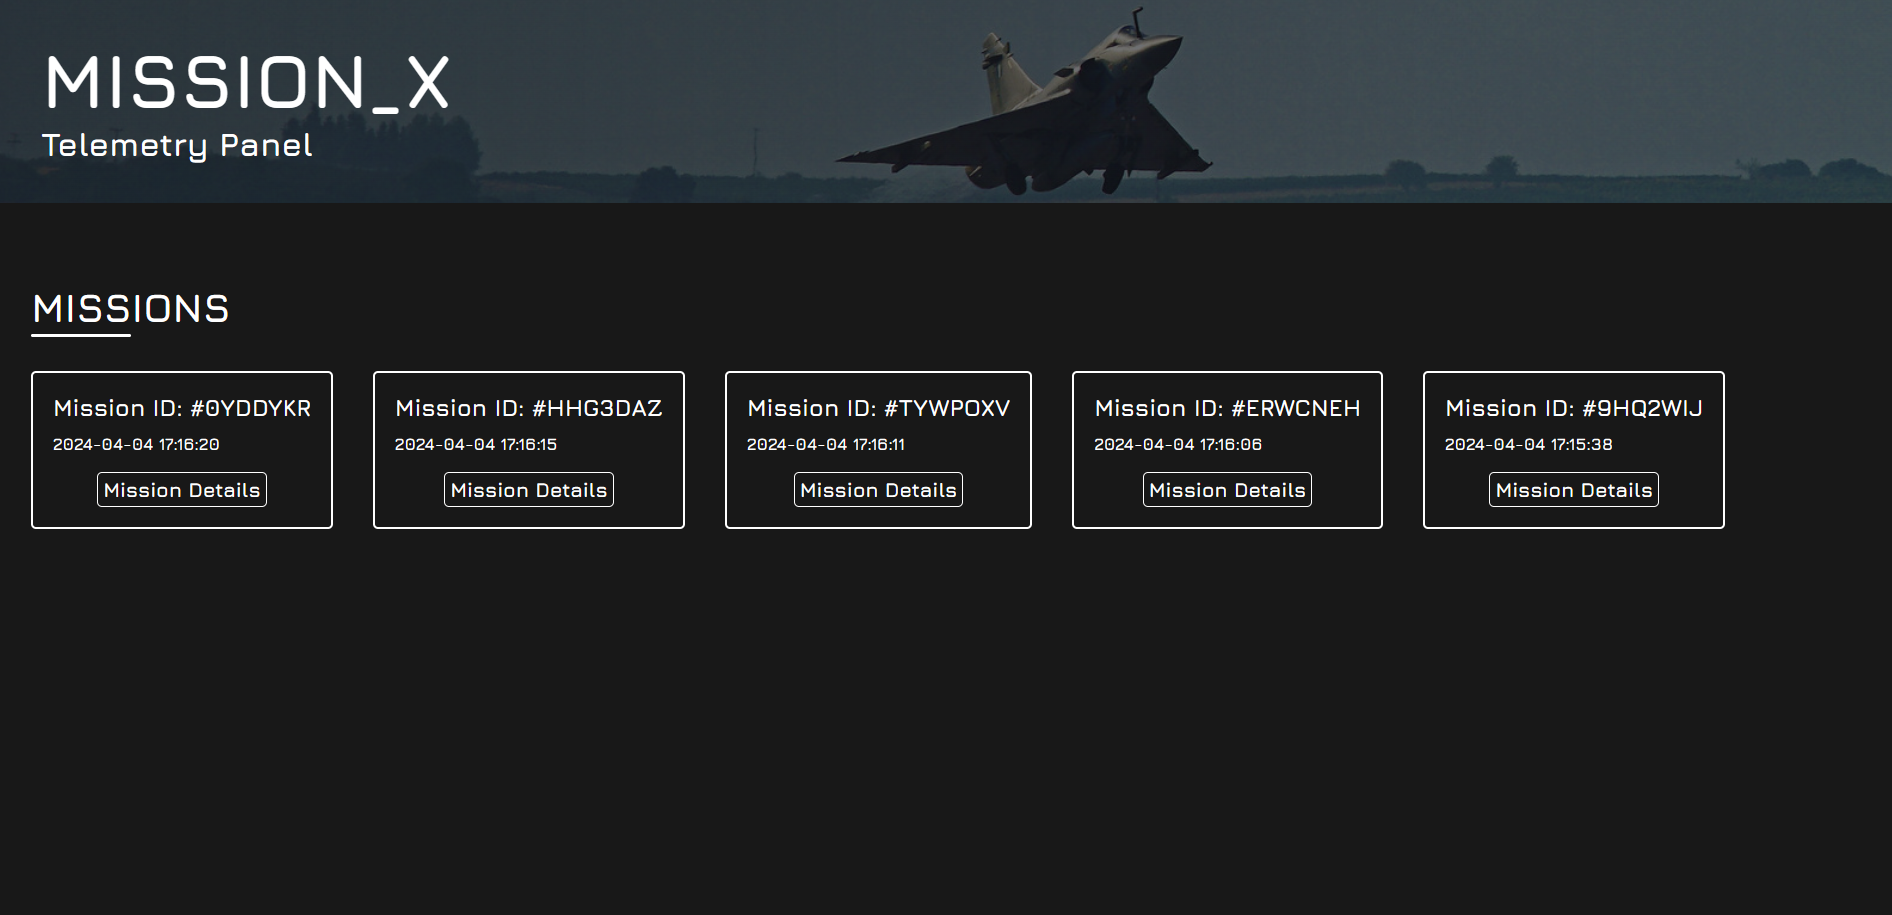 MISSION_X
Telemetry Panel
MISSIONS
Mission ID: #0YDDYKR
2024-04-04 17:16:20
Mission Details
Mission ID: #HHG3DAZ
2024-04-04 17:16:15
Mission Details
Mission ID: #TYWPOXV
2024-04-04 17:16:11
Mission Details
Mission ID: #ERWCNEH
2024-04-04 17:16:06
Mission Details
Mission ID: #9HQ2WIJ
2024-04-04 17:15:38
Mission Details